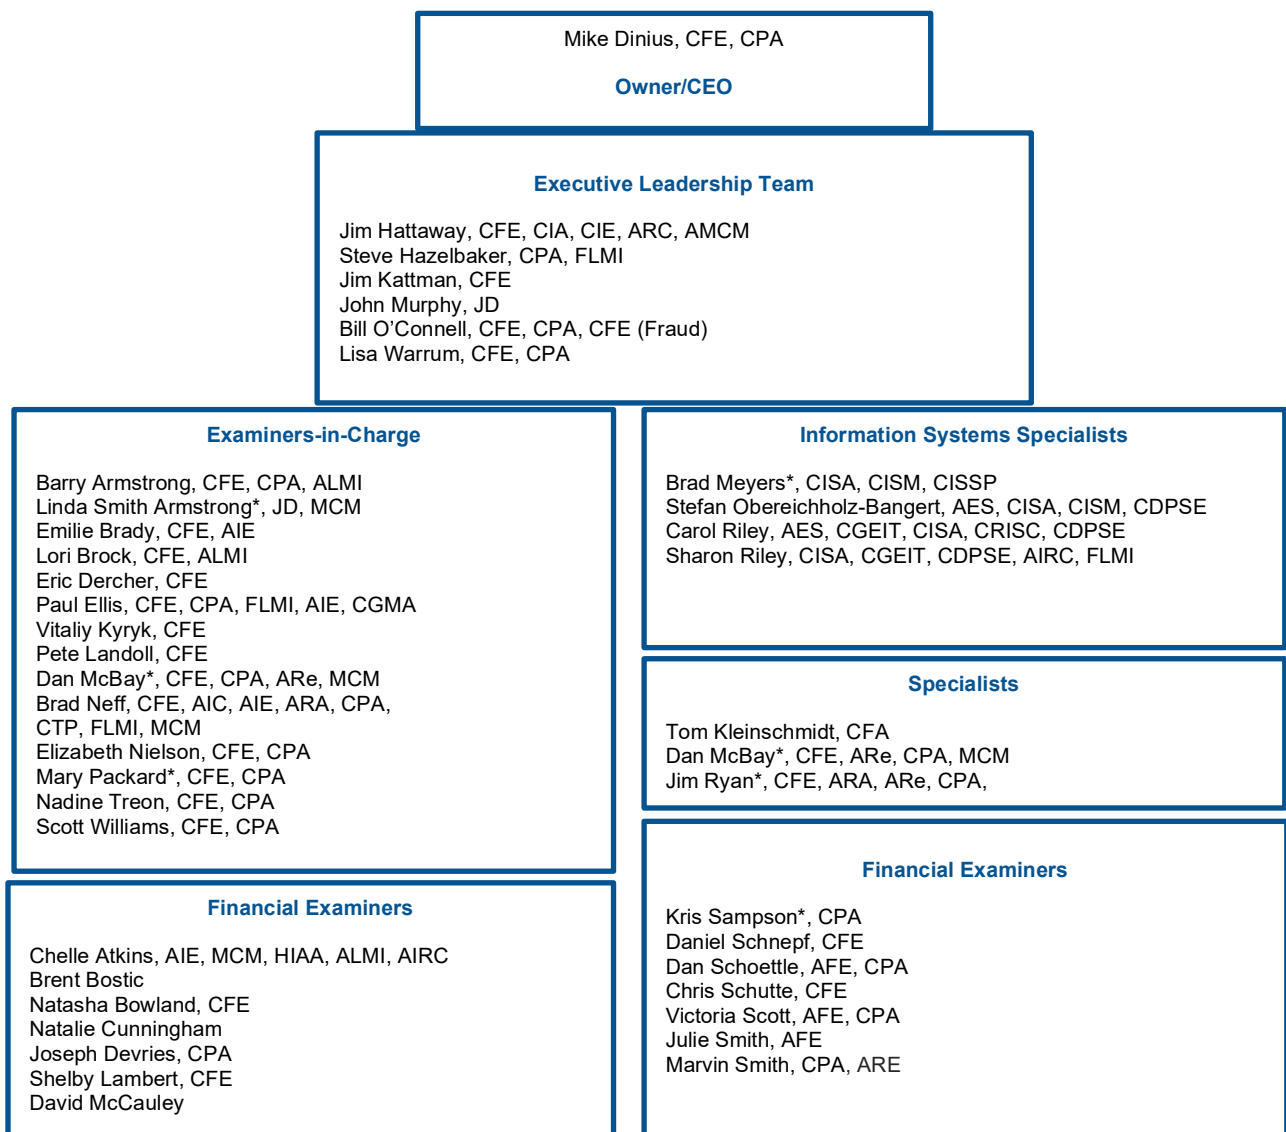 Mike Dinius, CFE, CPA
Owner/CEO
Executive Leadership Team
Jim Hattaway, CFE, CIA, CIE, ARC, AMCM
Steve Hazelbaker, CPA, FLMI
Jim Kattman, CFE
John Murphy, JD
Bill O’Connell, CFE, CPA, CFE (Fraud)
Lisa Warrum, CFE, CPA
Examiners-in-Charge
Barry Armstrong, CFE, CPA, ALMI
Linda Smith Armstrong*, JD, MCM
Emilie Brady, CFE, AIE
Lori Brock, CFE, ALMI
Eric Dercher, CFE
Paul Ellis, CFE, CPA, FLMI, AIE, CGMA
Vitaliy Kyryk, CFE
Pete Landoll, CFE
Dan McBay*, CFE, CPA, ARe, MCM
Brad Neff, CFE, AIC, AIE, ARA, CPA,
CTP, FLMI, MCM
Elizabeth Nielson, CFE, CPA
Mary Packard*, CFE, CPA
Nadine Treon, CFE, CPA
Scott Williams, CFE, CPA
Information Systems Specialists
Brad Meyers*, CISA, CISM, CISSP
Stefan Obereichholz-Bangert, AES, CISA, CISM, CDPSE
Carol Riley, AES, CGEIT, CISA, CRISC, CDPSE
Sharon Riley, CISA, CGEIT, CDPSE, AIRC, FLMI
Specialists
Tom Kleinschmidt, CFA
Dan McBay*, CFE, ARe, CPA, MCM
Jim Ryan*, CFE, ARA, ARe, CPA,
Financial Examiners
Chelle Atkins, AIE, MCM, HIAA, ALMI, AIRC
Brent Bostic
Natasha Bowland, CFE
Natalie Cunningham
Joseph Devries, CPA
Shelby Lambert, CFE
David McCauley
Financial Examiners
Kris Sampson*, CPA
Daniel Schnepf, CFE
Dan Schoettle, AFE, CPA
Chris Schutte, CFE
Victoria Scott, AFE, CPA
Julie Smith, AFE
Marvin Smith, CPA, ARE